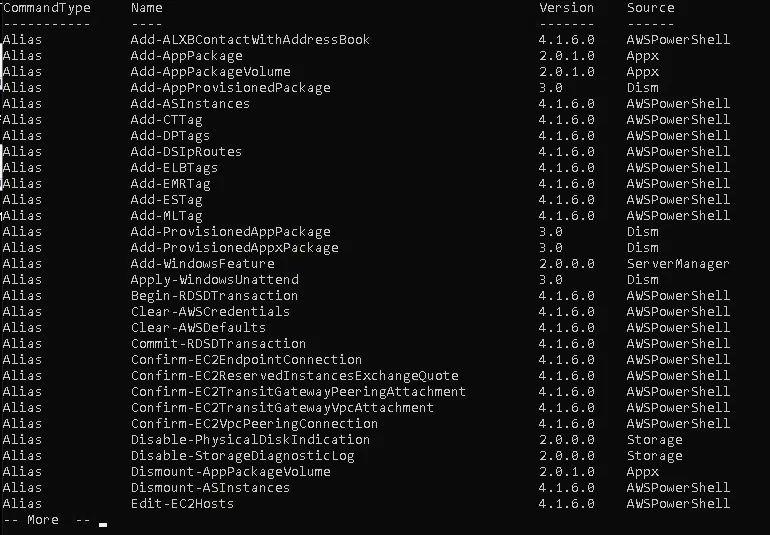 CommandType Name Version Source
----------- ---- ------- ------
Alias Add-ALXBContactWithAddressBook 4.1.6.0 AWSPowerShell
Alias Add-AppPackage 2.0.1.0 Appx
Alias Add-AppPackageVolume 2.0.1.0 Appx
Alias Add-AppProvisionedPackage 3.0 Dism
Alias Add-ASInstances 4.1.6.0 AWSPowerShell
Alias Add-CTTag 4.1.6.0 AWSPowerShell
Alias Add-DPTags 4.1.6.0 AWSPowerShell
Alias Add-DSIpRoutes 4.1.6.0 AWSPowerShell
Alias Add-ELBTags 4.1.6.0 AWSPowerShell
Alias Add-EMRTag 4.1.6.0 AWSPowerShell
Alias Add-ESTag 4.1.6.0 AWSPowerShell
Alias Add-MLTag 4.1.6.0 AWSPowerShell
Alias Add-ProvisionedAppPackage 3.0 Dism
Alias Add-ProvisionedAppxPackage 3.0 Dism
Alias Add-WindowsFeature 2.0.0.0 ServerManager
Alias Apply-WindowsUnattend 3.0 Dism
Alias Begin-RDSDTransaction 4.1.6.0 AWSPowerShell
Alias Clear-AWSCredentials 4.1.6.0 AWSPowerShell
Alias Clear-AWSDefaults 4.1.6.0 AWSPowerShell
Alias Commit-RDSDTransaction 4.1.6.0 AWSPowerShell
Alias Confirm-EC2EndpointConnection 4.1.6.0 AWSPowerShell
Alias Confirm-EC2ReservedInstancesExchangeQuote 4.1.6.0 AWSPowerShell
Alias Confirm-EC2TransitGatewayPeeringAttachment 4.1.6.0 AWSPowerShell
Alias Confirm-EC2TransitGatewayVpcAttachment 4.1.6.0 AWSPowerShell
Alias Confirm-EC2VpcPeeringConnection 4.1.6.0 AWSPowerShell
Alias Disable-PhysicalDiskIndication 2.0.0.0 Storage
Alias Disable-StorageDiagnosticLog 2.0.0.0 Storage
Alias Dismount-AppPackageVolume 2.0.1.0 Appx
Alias Dismount-ASInstances 4.1.6.0 AWSPowerShell
Alias Edit-EC2Hosts 4.1.6.0 AWSPowerShell
-- More --